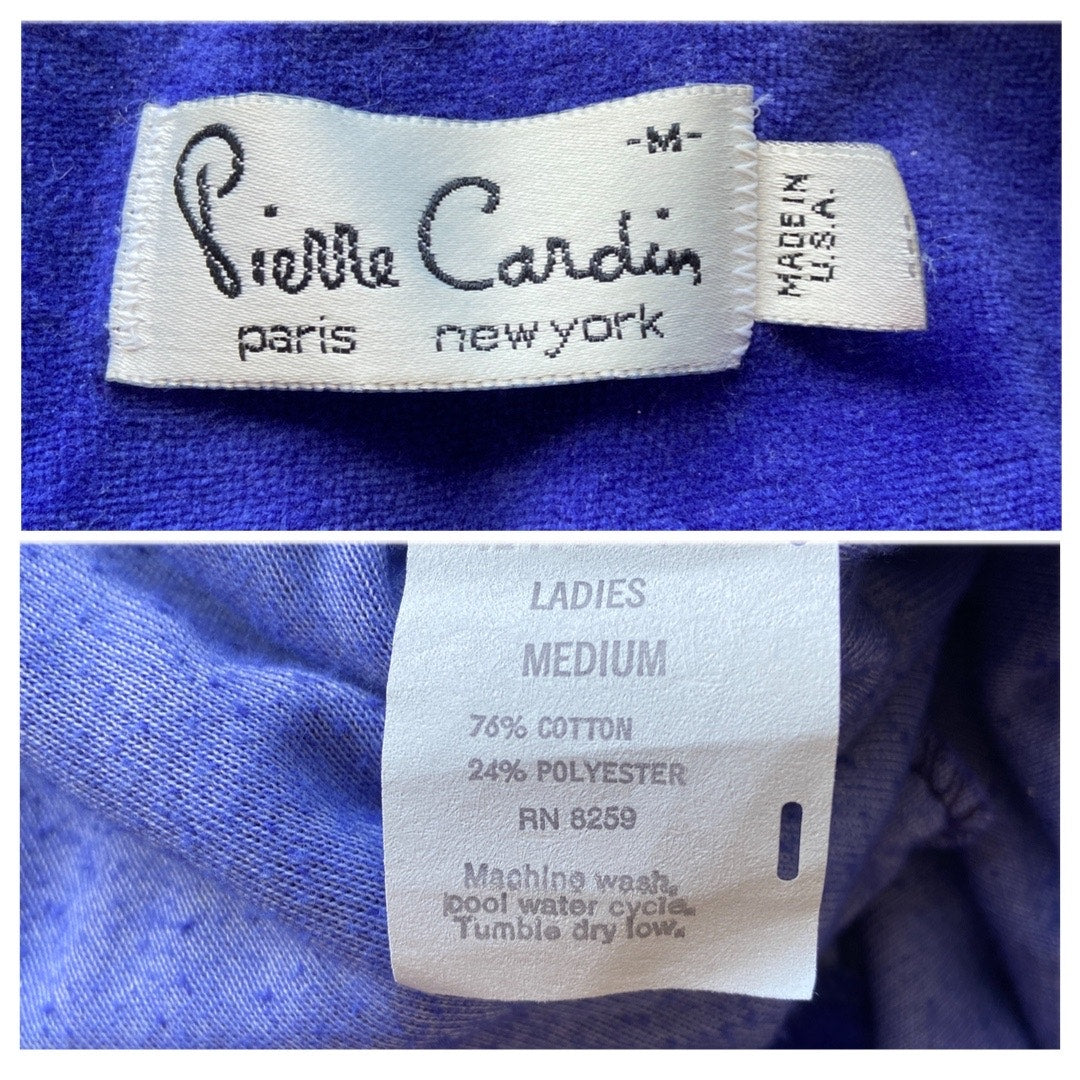 -M-
Pierre Cardin
paris new york
MADE IN
U.S.A.
LADIES
MEDIUM
76% COTTON
24% POLYESTER
RN 8259
Machine wash,
pool water cycle.
Tumble dry low.